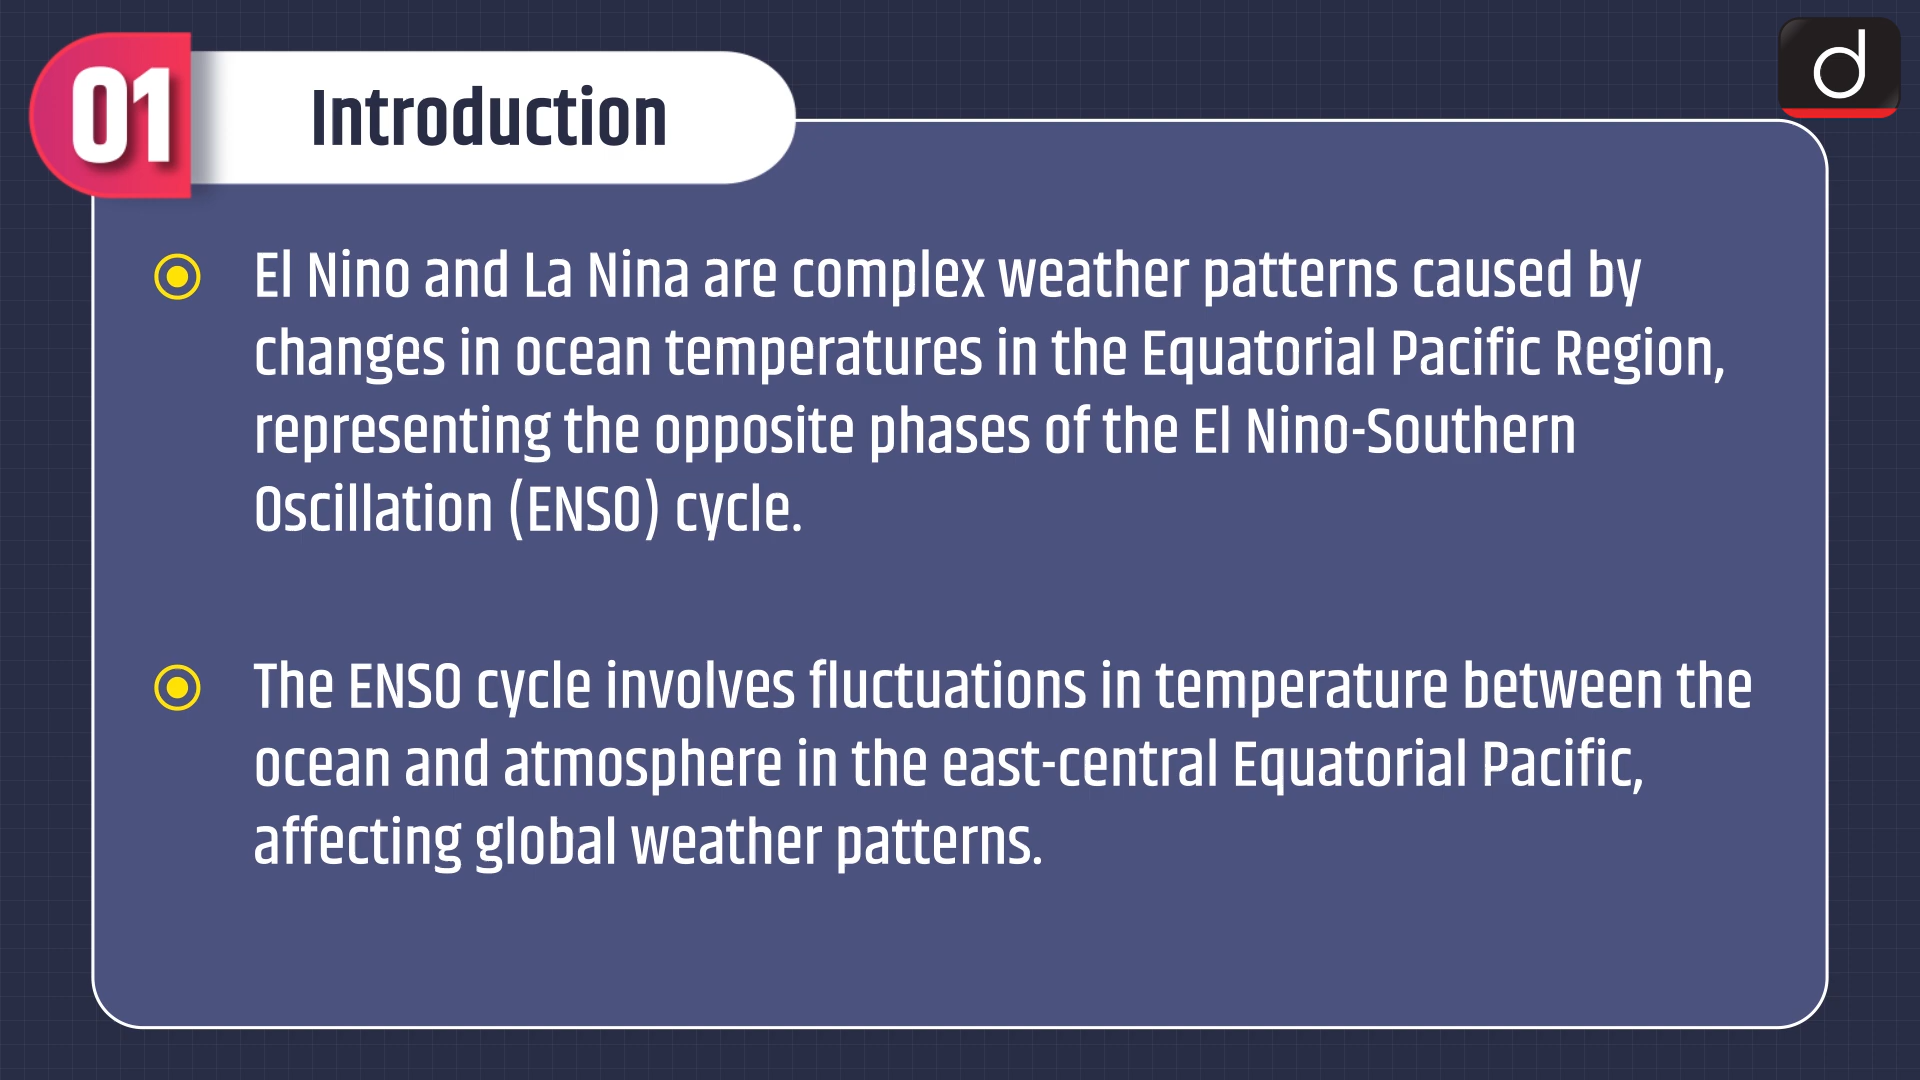 01
Introduction
d
El Nino and La Nina are complex weather patterns caused by
changes in ocean temperatures in the Equatorial Pacific Region,
representing the opposite phases of the El Nino-Southern
Oscillation (ENSO) cycle.
The ENSO cycle involves fluctuations in temperature between the
ocean and atmosphere in the east-central Equatorial Pacific,
affecting global weather patterns.